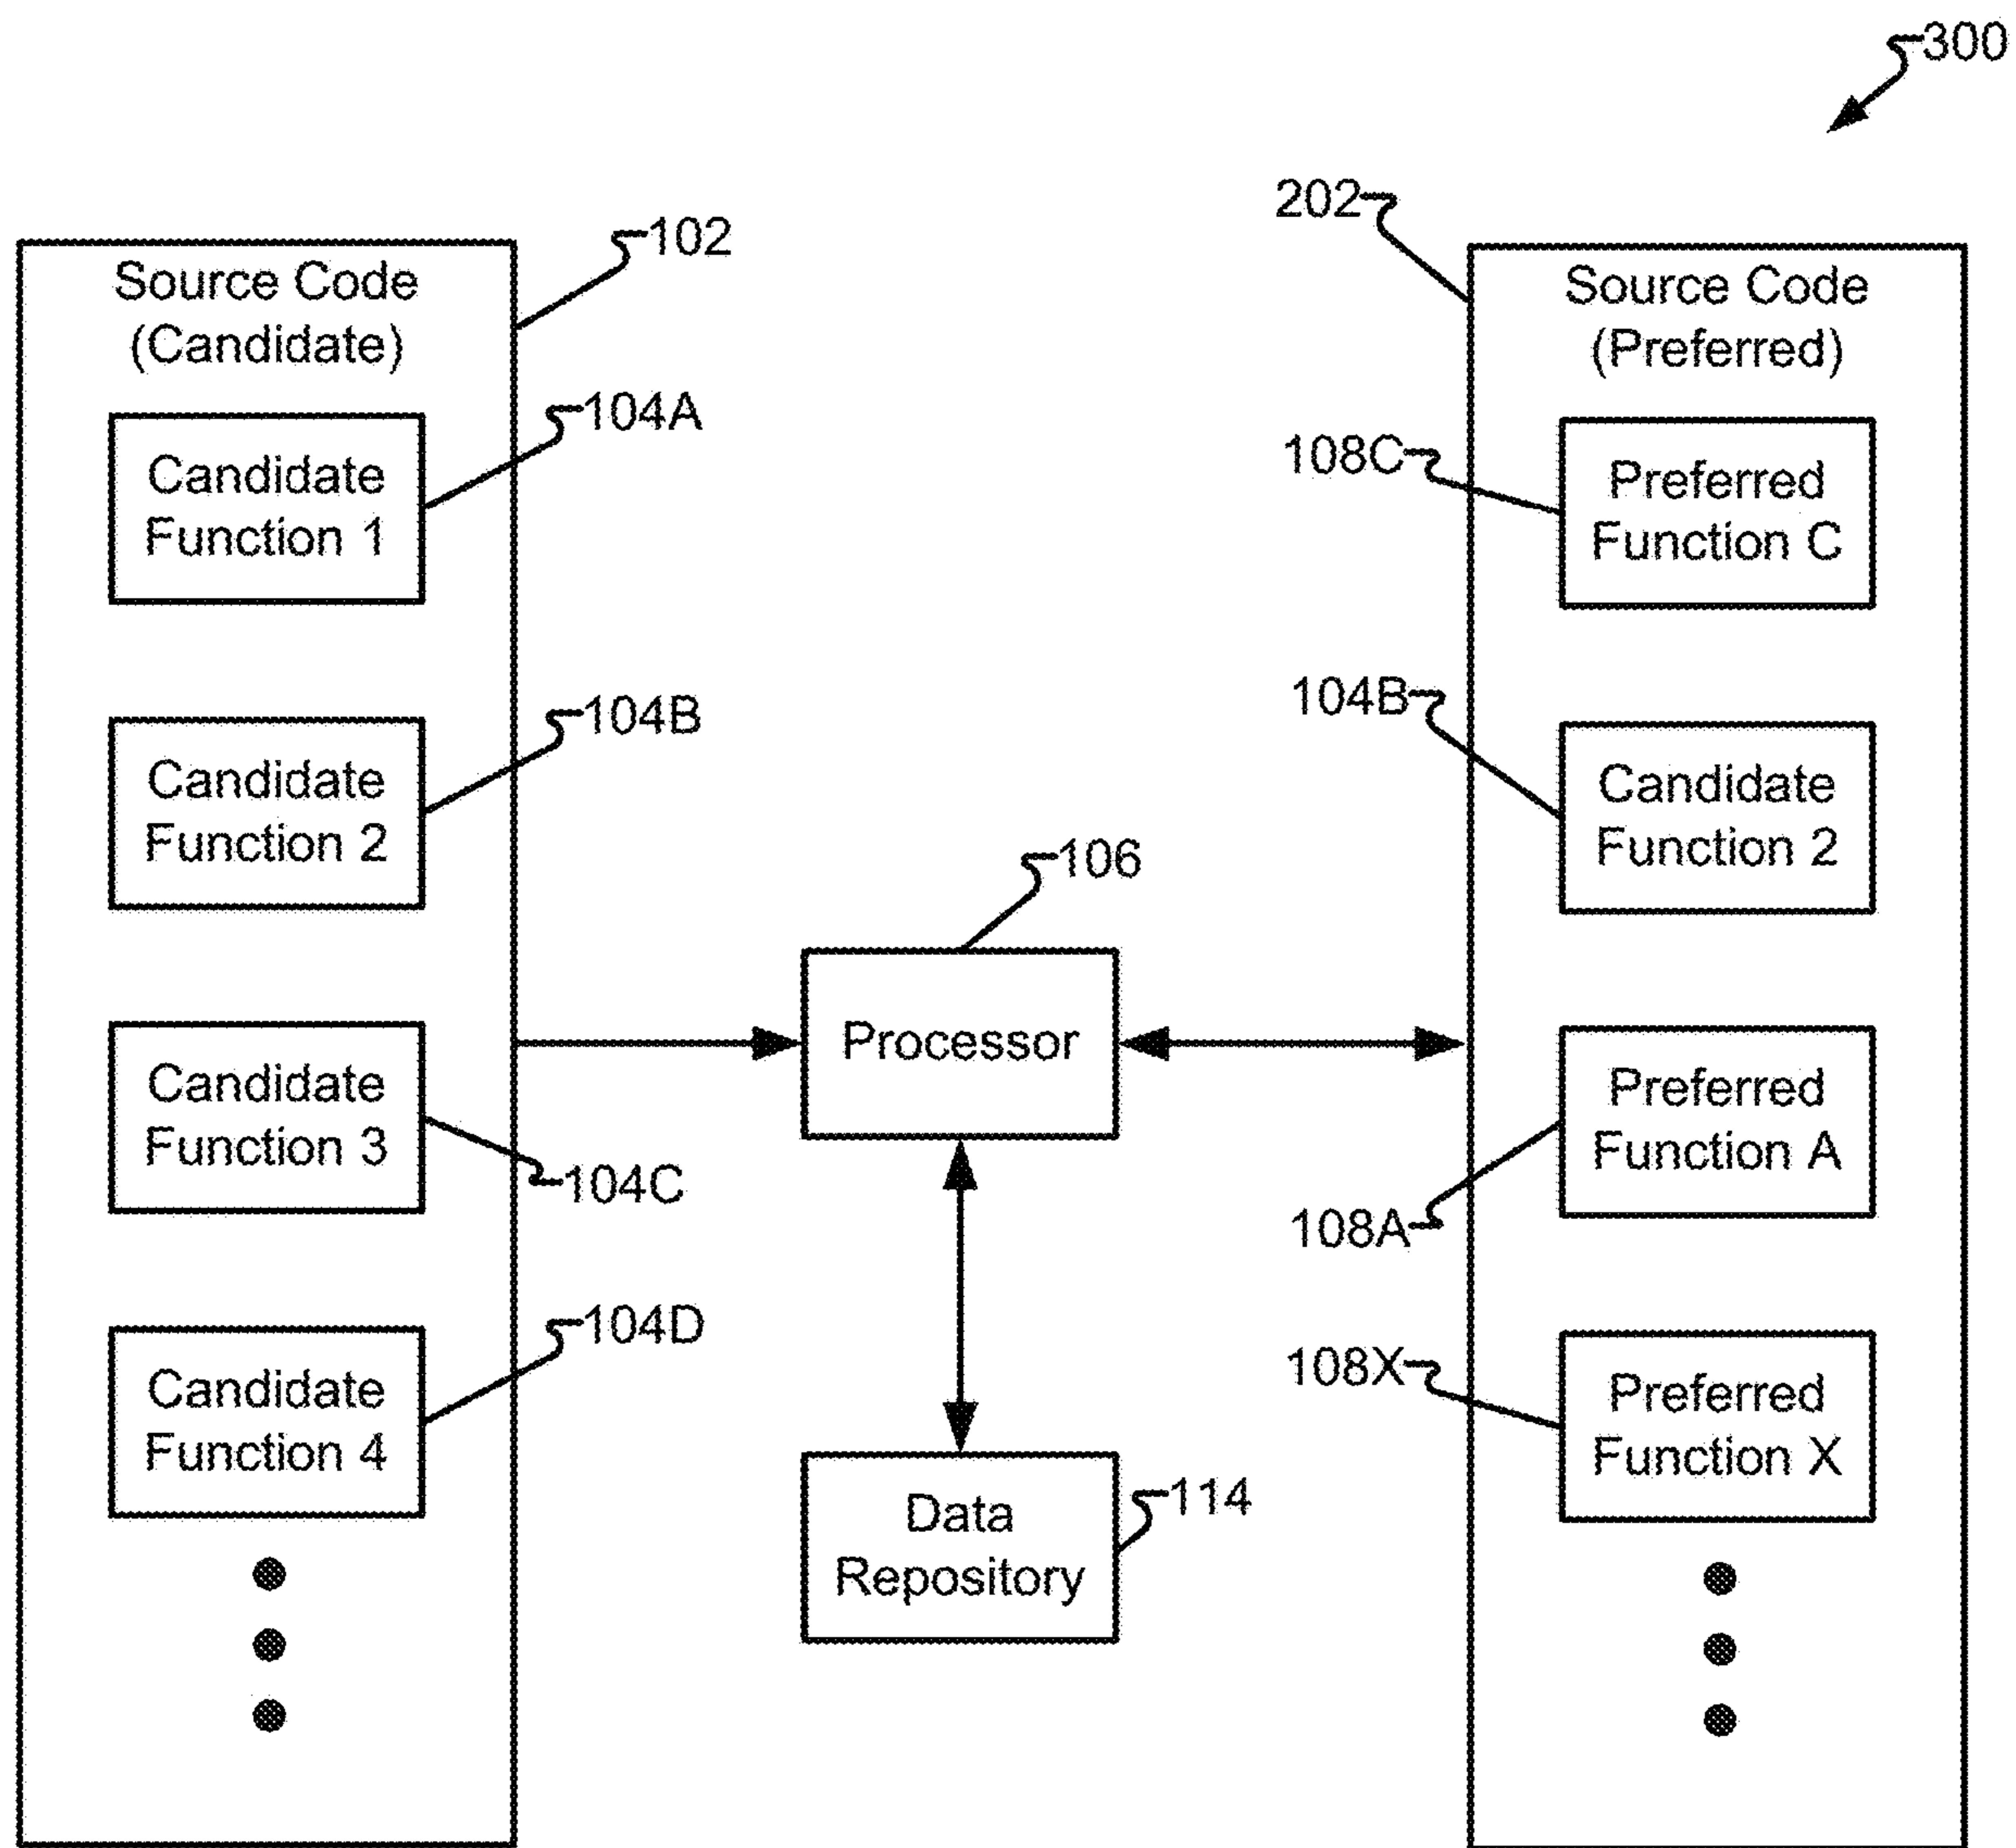 300
102
Source Code
(Candidate)
104A
Candidate
Function 1
104B
Candidate
Function 2
Candidate
Function 3
104C
104D
Candidate
Function 4
106
Processor
Data
Repository
114
202
Source Code
(Preferred)
108C
Preferred
Function C
104B
Candidate
Function 2
Preferred
Function A
108A
108X
Preferred
Function X